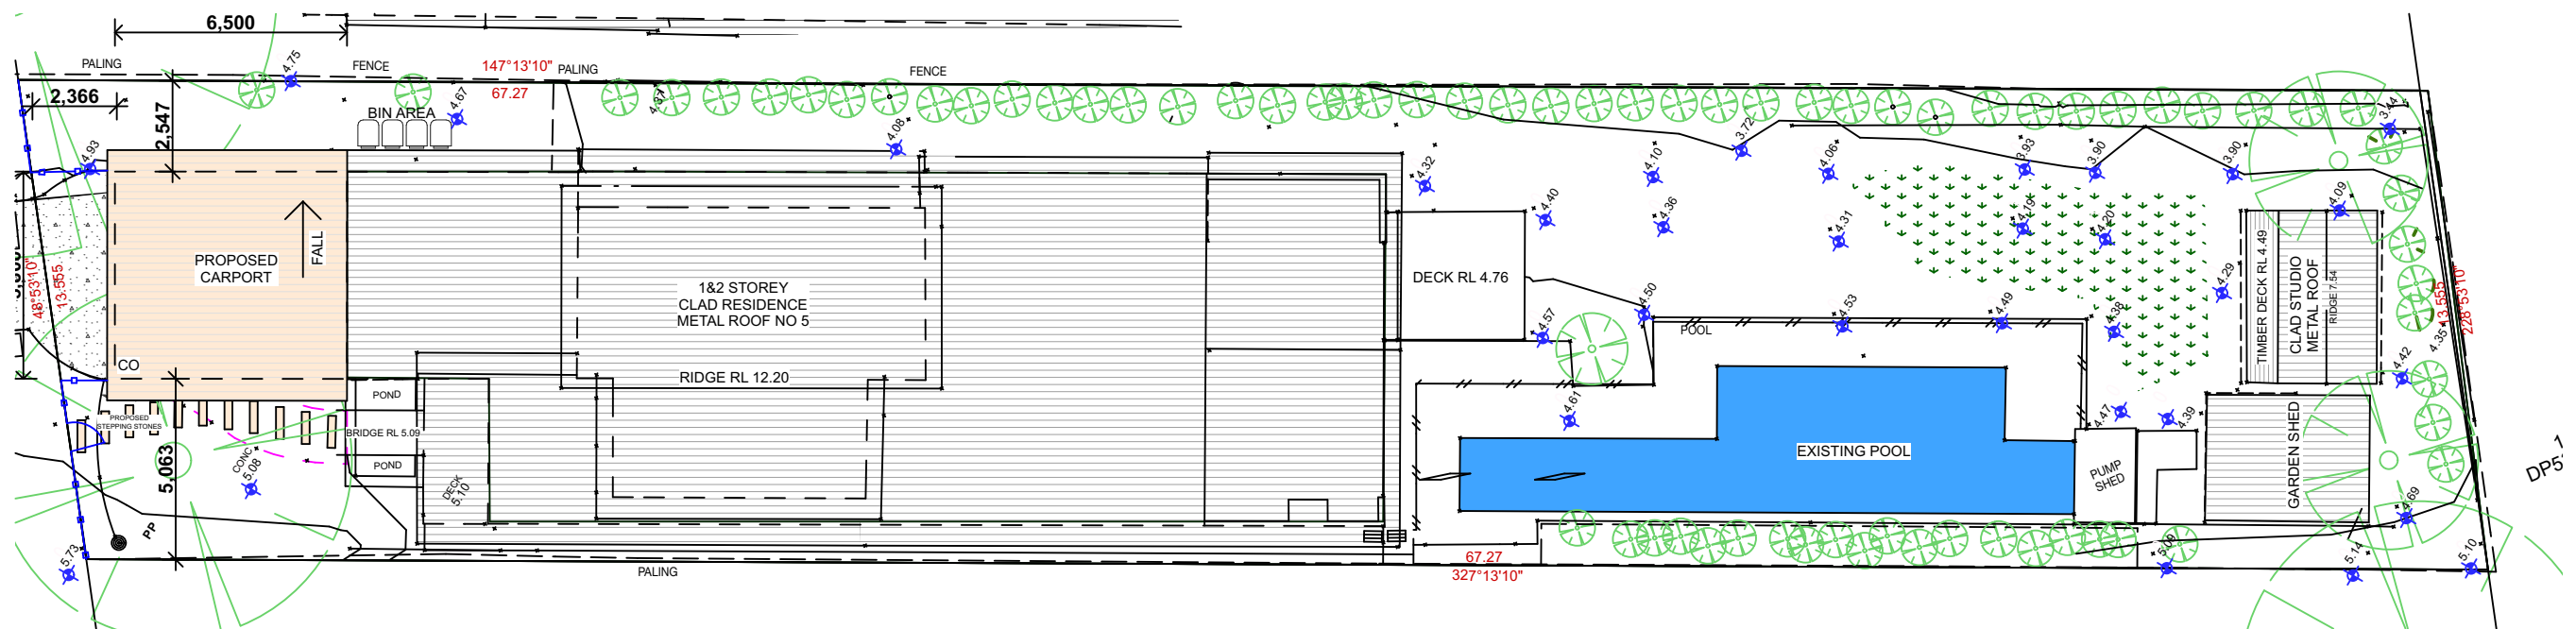 6,500
PALING
4.75
FENCE
147°13'10"
67.27
PALING
FENCE
2,366
2,547
4.93
BIN AREA
4.67
4.37
4.08
4.32
4.10
3.72
4.06
3.93
3.90
3.90
3.44
4.09
4.40
4.36
4.31
4.19
4.20
4.29
48°53'10"
13.555
PROPOSED
CARPORT
FALL
1&2 STOREY
CLAD RESIDENCE
METAL ROOF NO 5
RIDGE RL 12.20
DECK RL 4.76
4.57
4.50
POOL
4.53
4.49
4.38
TIMBER DECK RL 4.49
CLAD STUDIO
METAL ROOF
RIDGE 7.54
13.555
228°53'10"
4.35
4.42
CO
POND
PROPOSED
STEPPING STONES
BRIDGE RL 5.09
POND
5,063
CONC
5.08
DECK
5.10
4.61
EXISTING POOL
4.47
4.39
PUMP
SHED
GARDEN SHED
4.69
PP
5.73
PALING
67.27
327°13'10"
5.09
5.14
5.10